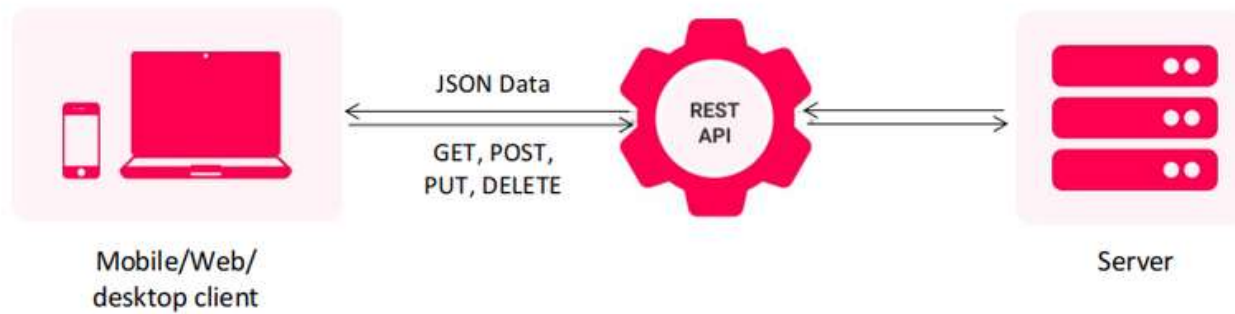 JSON Data
GET, POST,
PUT, DELETE
REST
API
Mobile/Web/
desktop client
Server